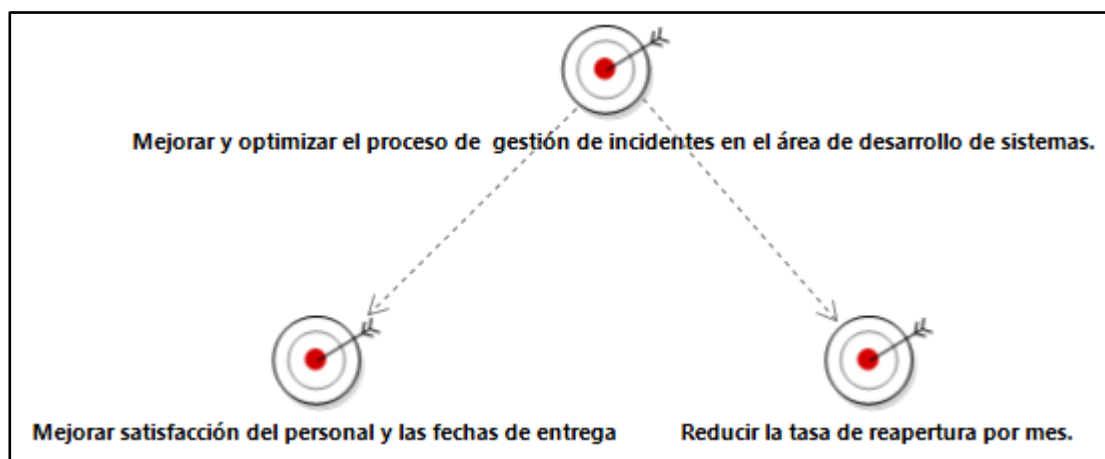 Mejorar y optimizar el proceso de gestión de incidentes en el área de desarrollo de sistemas.
Mejorar satisfacción del personal y las fechas de entrega
Reducir la tasa de reapertura por mes.